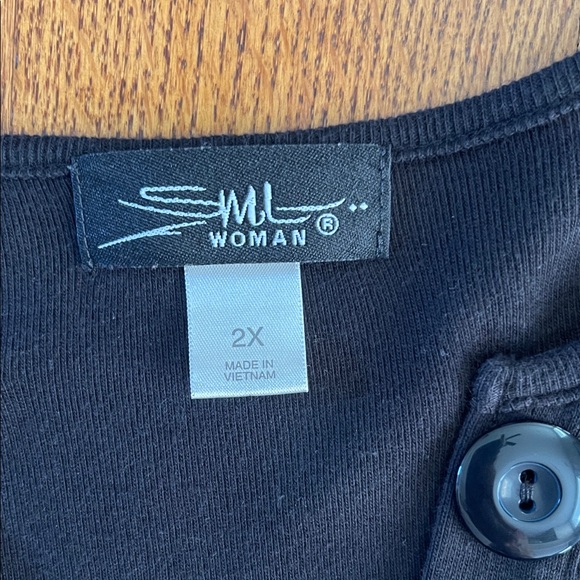 SML
WOMAN ®
2X
MADE IN
VIETNAM